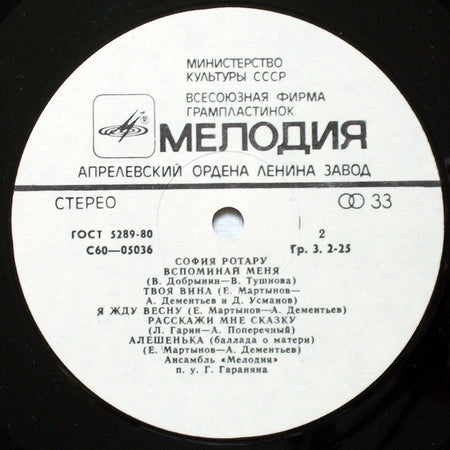 МИНИСТЕРСТВО
КУЛЬТУРЫ СССР
ВСЕСОЮЗНАЯ ФИРМА
ГРАМПЛАСТИНОК
МЕЛОДИЯ
АПРЕЛЕВСКИЙ ОРДЕНА ЛЕНИНА ЗАВОД
СТЕРЕО
33
ГОСТ 5289-80
2
С60—05036
Гр. 3. 2-25
СОФИЯ РОТАРУ
ВСПОМИНАЙ МЕНЯ
(В. Добрынин—В. Тушнова)
ТВОЯ ВИНА (Е. Мартынов—
А. Дементьев и Д. Усманов)
Я ЖДУ ВЕСНУ (Е. Мартынов—А. Дементьев)
РАССКАЖИ МНЕ СКАЗКУ
(Л. Гарин—А. Поперечный)
АЛЕШЕНЬКА (баллада о матери)
(Е. Мартынов—А. Дементьев)
Ансамбль «Мелодия»
п. у. Г. Гараняна